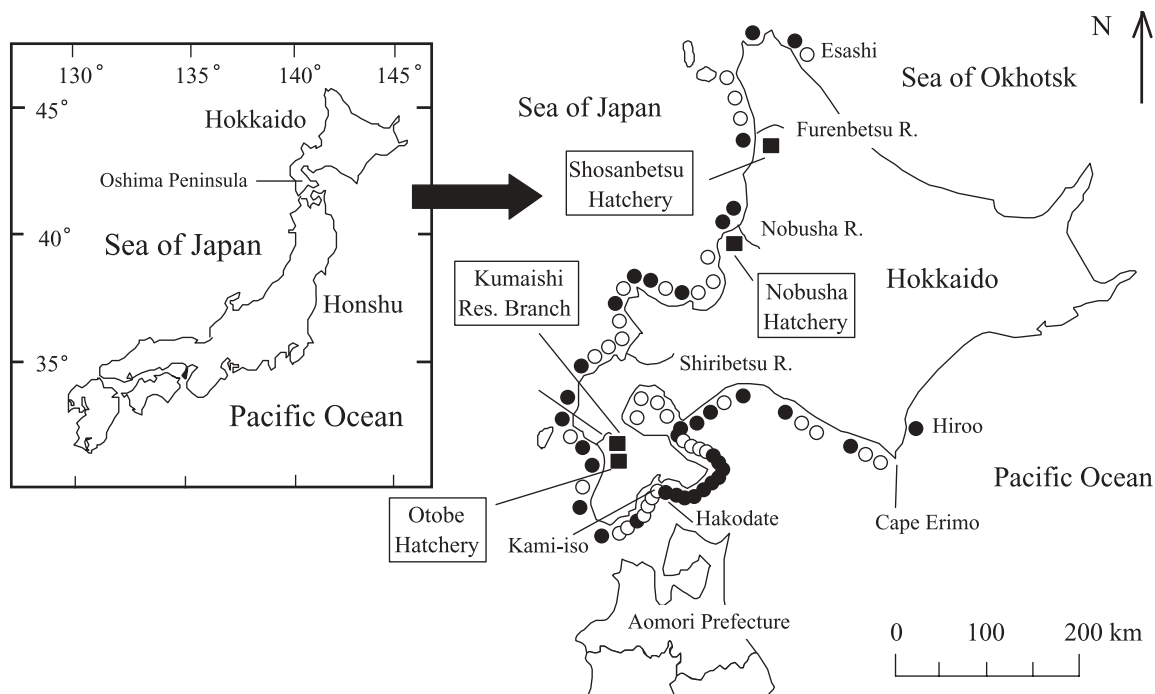 130˚
135˚
140˚
145˚
45˚
40˚
35˚
Hokkaido
Oshima Peninsula
Sea of Japan
Honshu
Pacific Ocean
N
Esashi
Sea of Okhotsk
Sea of Japan
Furenbetsu R.
Shosanbetsu
Hatchery
Nobusha R.
Kumaishi
Res. Branch
Nobusha
Hatchery
Hokkaido
Shiribetsu R.
Hiroo
Pacific Ocean
Otobe
Hatchery
Hakodate
Kami-iso
Cape Erimo
Aomori Prefecture
0 100 200 km